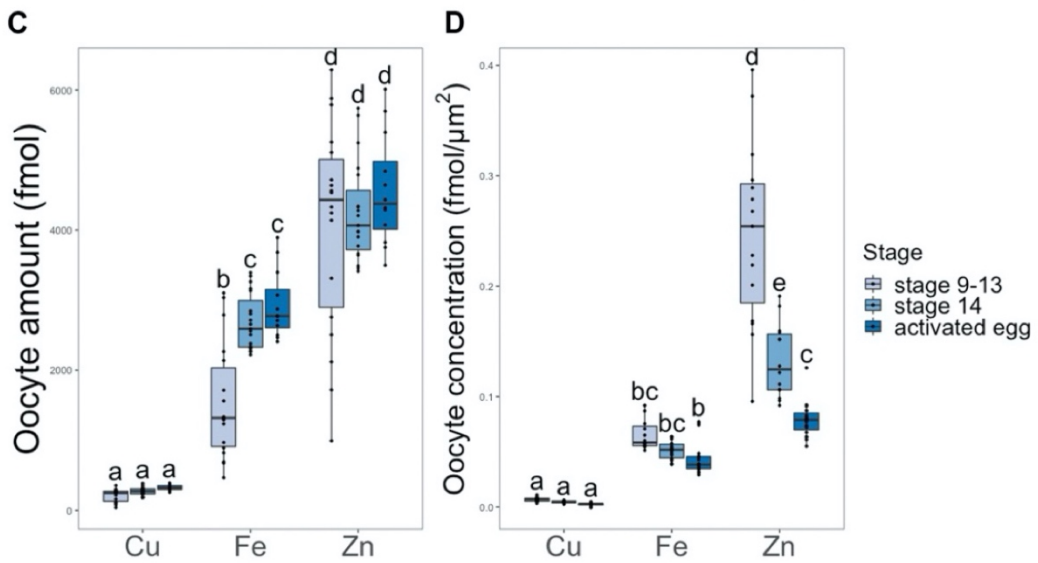 C
Oocyte amount (fmol)
6000
4000
2000
0
a a a
b c c
d d d
Cu Fe Zn
D
Oocyte concentration (fmol/μm²)
0.4
0.3
0.2
0.1
0.0
a a a
bc bc b
d e c
Cu Fe Zn
Stage
stage 9-13
stage 14
activated egg